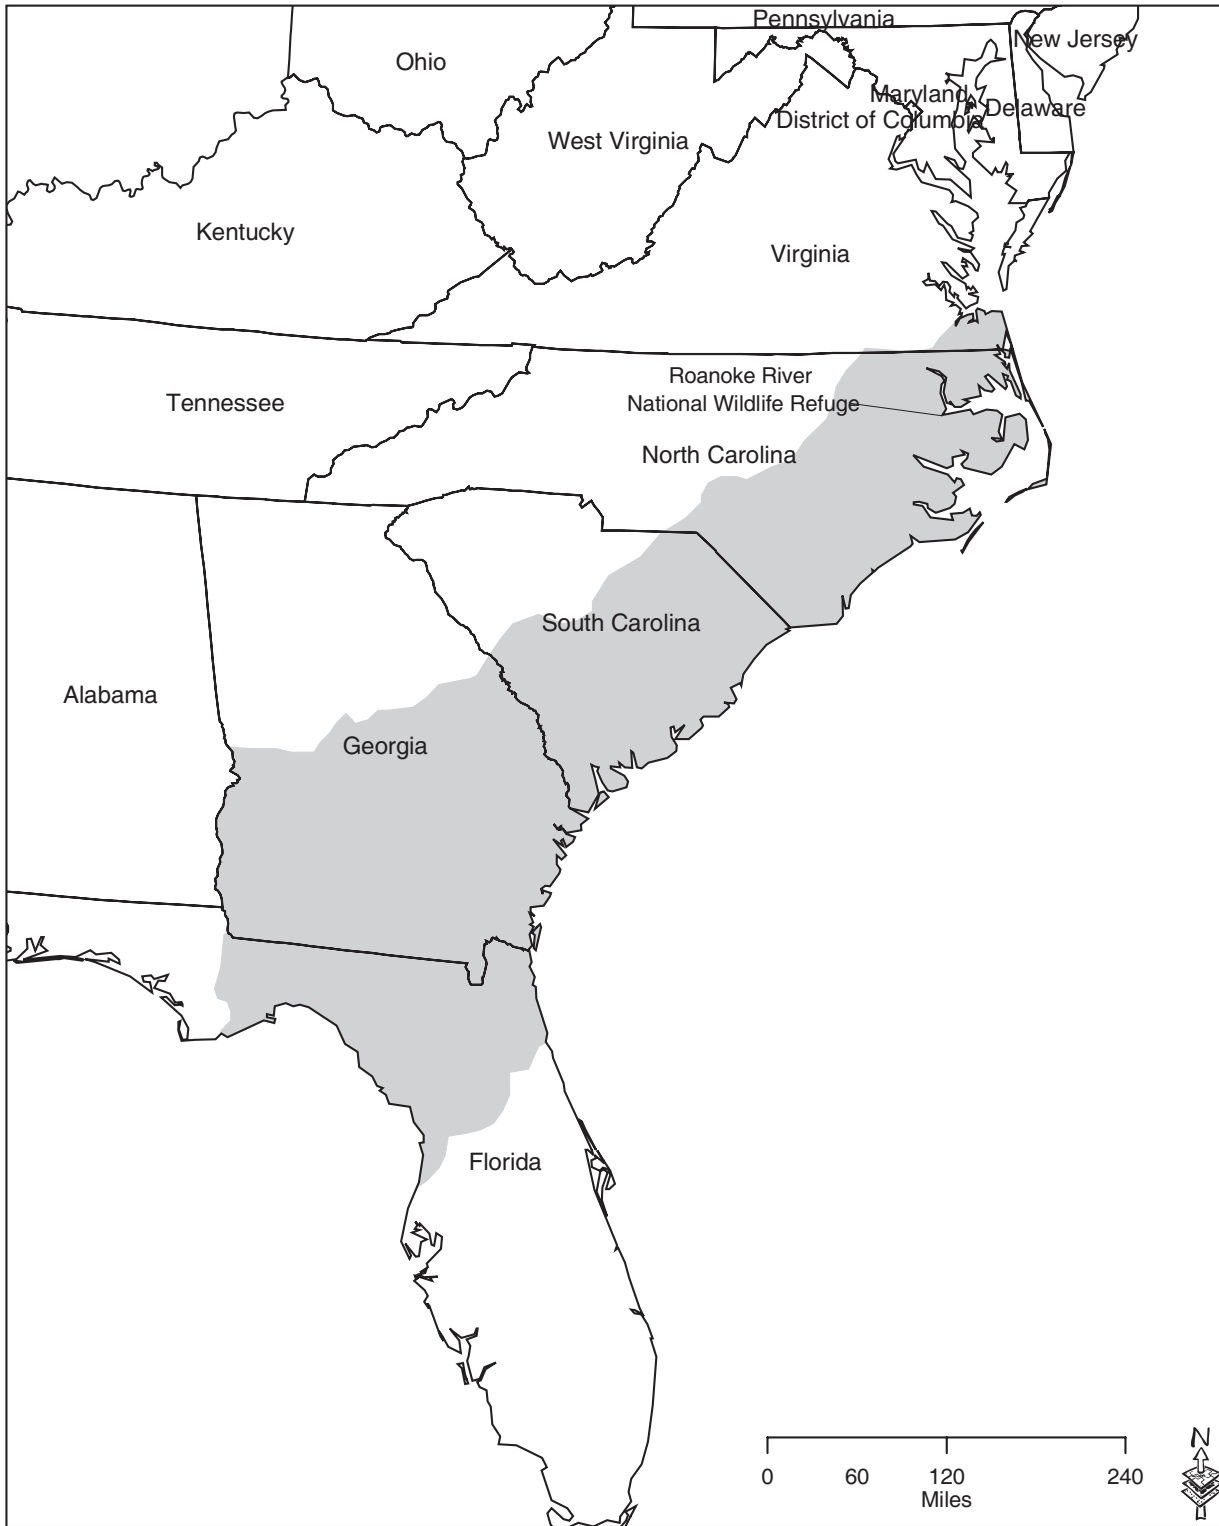 Pennsylvania
New Jersey
Ohio
Maryland
Delaware
District of Columbia
West Virginia
Kentucky
Virginia
Roanoke River
National Wildlife Refuge
Tennessee
North Carolina
South Carolina
Alabama
Georgia
Florida
N
0 60 120 240
Miles